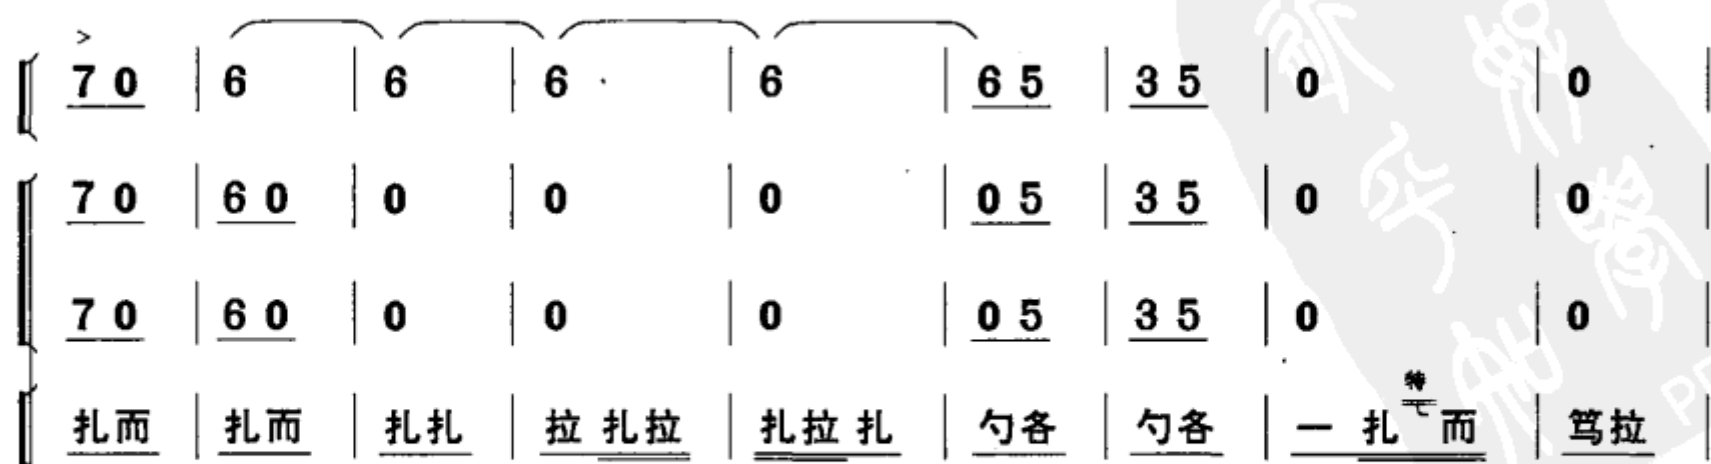 >
7 0 | 6 | 6 | 6 | 6 | 6 5 | 3 5 | 0 | 0 |
7 0 | 6 0 | 0 | 0 | 0 | 0 5 | 3 5 | 0 | 0 |
7 0 | 6 0 | 0 | 0 | 0 | 0 5 | 3 5 | 0 | 0 |
特
扎而 | 扎而 | 扎扎 | 拉 扎拉 | 扎拉 扎 | 勺各 | 勺各 | 一 扎 而 | 笃拉 |